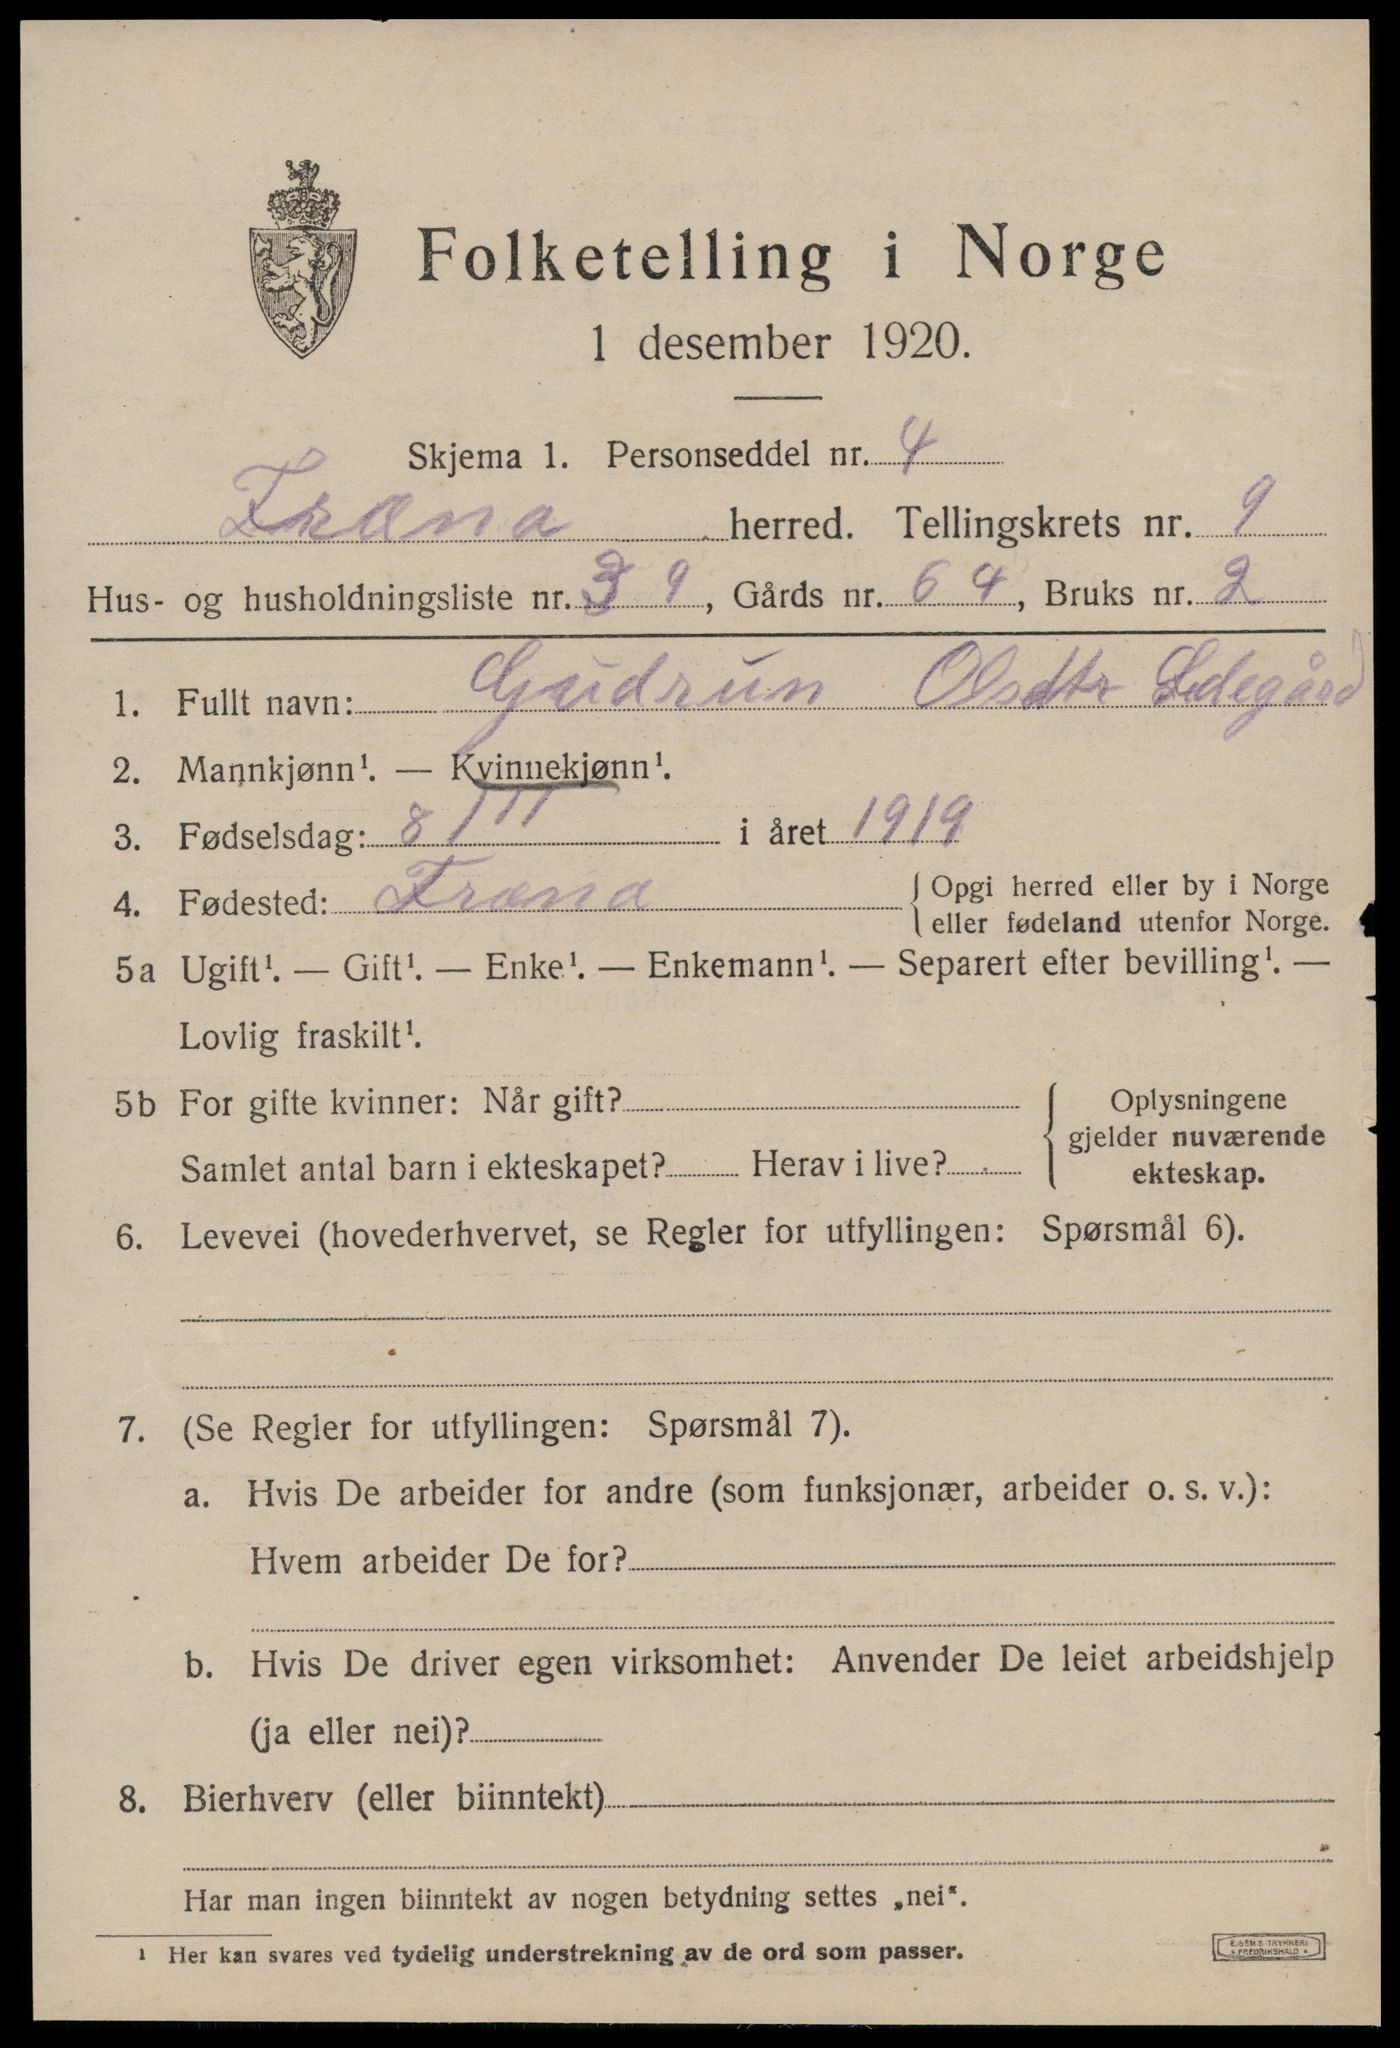 Folketelling i Norge
1 desember 1920.
Skjema 1. Personseddel nr. 4
Fræna herred. Tellingskrets nr. 9
Hus- og husholdningsliste nr. 39, Gårds nr. 64, Bruks nr. 2
1. Fullt navn: Gudrun Olsdtr
2. Mannkjønn¹. — Kvinnekjønn¹.
3. Fødselsdag: 8/11 i året 1919
4. Fødested: Fræna { Opgi herred eller by i Norge
eller fødeland utenfor Norge.
5a Ugift¹. — Gift¹. — Enke¹. — Enkemann¹. — Separert efter bevilling¹. —
Lovlig fraskilt¹.
5b For gifte kvinner: Når gift? { Oplysningene
gjelder nuværende
Samlet antal barn i ekteskapet? Herav i live? ekteskap.
6. Levevei (hovederhvervet, se Regler for utfyllingen: Spørsmål 6).
7. (Se Regler for utfyllingen: Spørsmål 7).
a. Hvis De arbeider for andre (som funksjonær, arbeider o. s. v.):
Hvem arbeider De for?
b. Hvis De driver egen virksomhet: Anvender De leiet arbeidshjelp
(ja eller nei)?
8. Bierhverv (eller biinntekt)
Har man ingen biinntekt av nogen betydning settes „nei“.
¹ Her kan svares ved tydelig understrekning av de ord som passer.
E. SEM'S TRYKKERI
FREDRIKSHALD